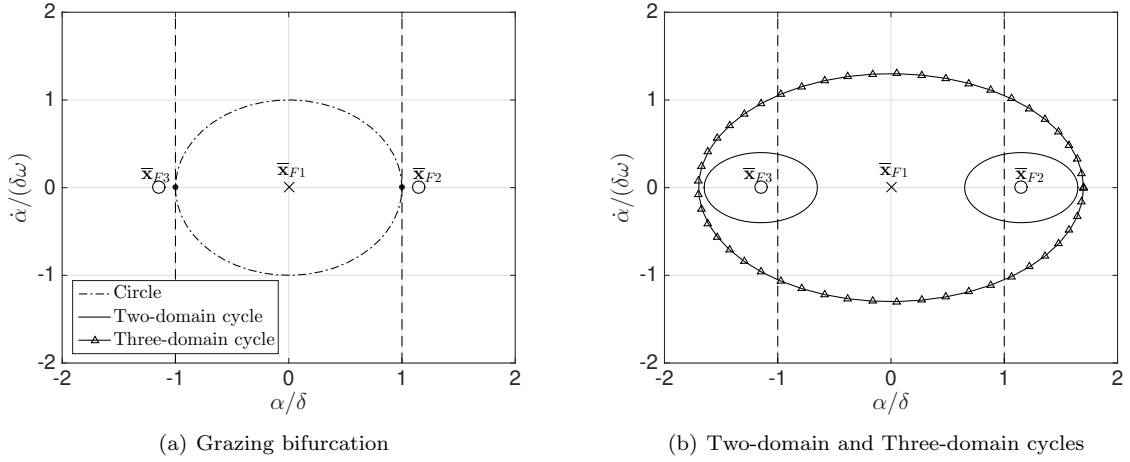 2
1
0
-1
-2
α̇/(δω)
x̄F3
x̄F1
x̄F2
Circle
Two-domain cycle
Three-domain cycle
-2 -1 0 1 2
α/δ
(a) Grazing bifurcation
2
1
0
-1
-2
α̇/(δω)
x̄F3
x̄F1
x̄F2
-2 -1 0 1 2
α/δ
(b) Two-domain and Three-domain cycles